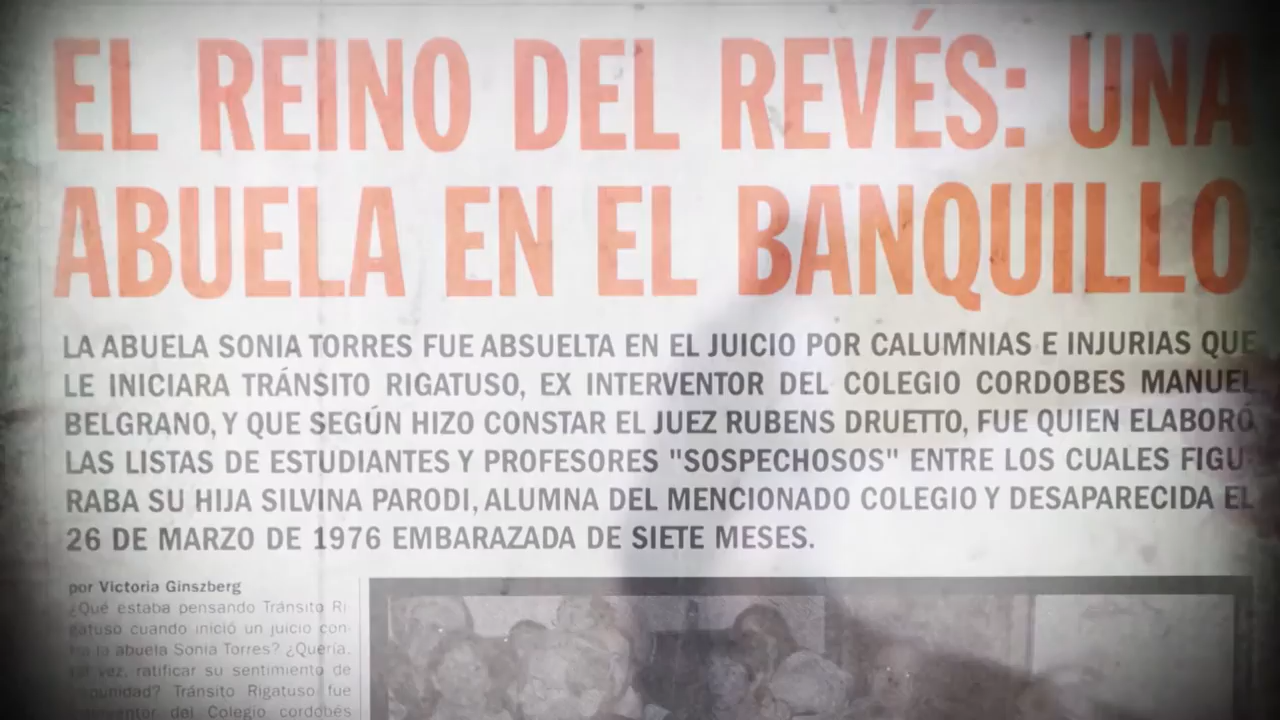 EL REINO DEL REVÉS: UNA
ABUELA EN EL BANQUILLO
LA ABUELA SONIA TORRES FUE ABSUELTA EN EL JUICIO POR CALUMNIAS E INJURIAS QUE
LE INICIARA TRÁNSITO RIGATUSO, EX INTERVENTOR DEL COLEGIO CORDOBES MANUEL
BELGRANO, Y QUE SEGÚN HIZO CONSTAR EL JUEZ RUBENS DRUETTO, FUE QUIEN ELABORÓ
LAS LISTAS DE ESTUDIANTES Y PROFESORES "SOSPECHOSOS" ENTRE LOS CUALES FIGU-
RABA SU HIJA SILVINA PARODI, ALUMNA DEL MENCIONADO COLEGIO Y DESAPARECIDA EL
26 DE MARZO DE 1976 EMBARAZADA DE SIETE MESES.
por Victoria Ginszberg
¿Qué estaba pensando Tránsito Ri-
gatuso cuando inició un juicio con-
la abuela Sonia Torres? ¿Quería,
vez, ratificar su sentimiento de
Tránsito Rigatuso fue
del Colegio cordobés